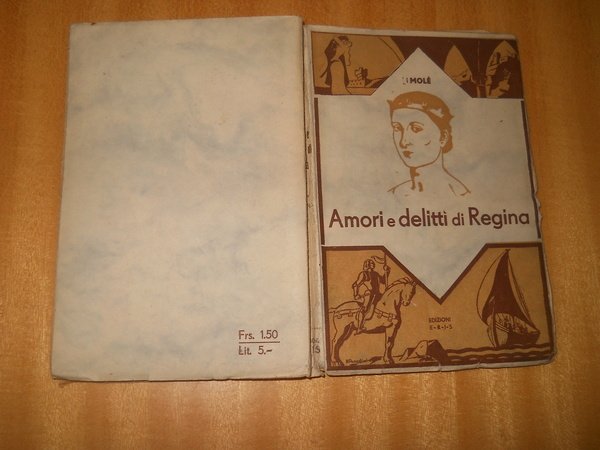 MOLÈ
Amori e delitti di Regina
EDIZIONI
E·R·I·S
Frs. 1.50
Lit. 5.-